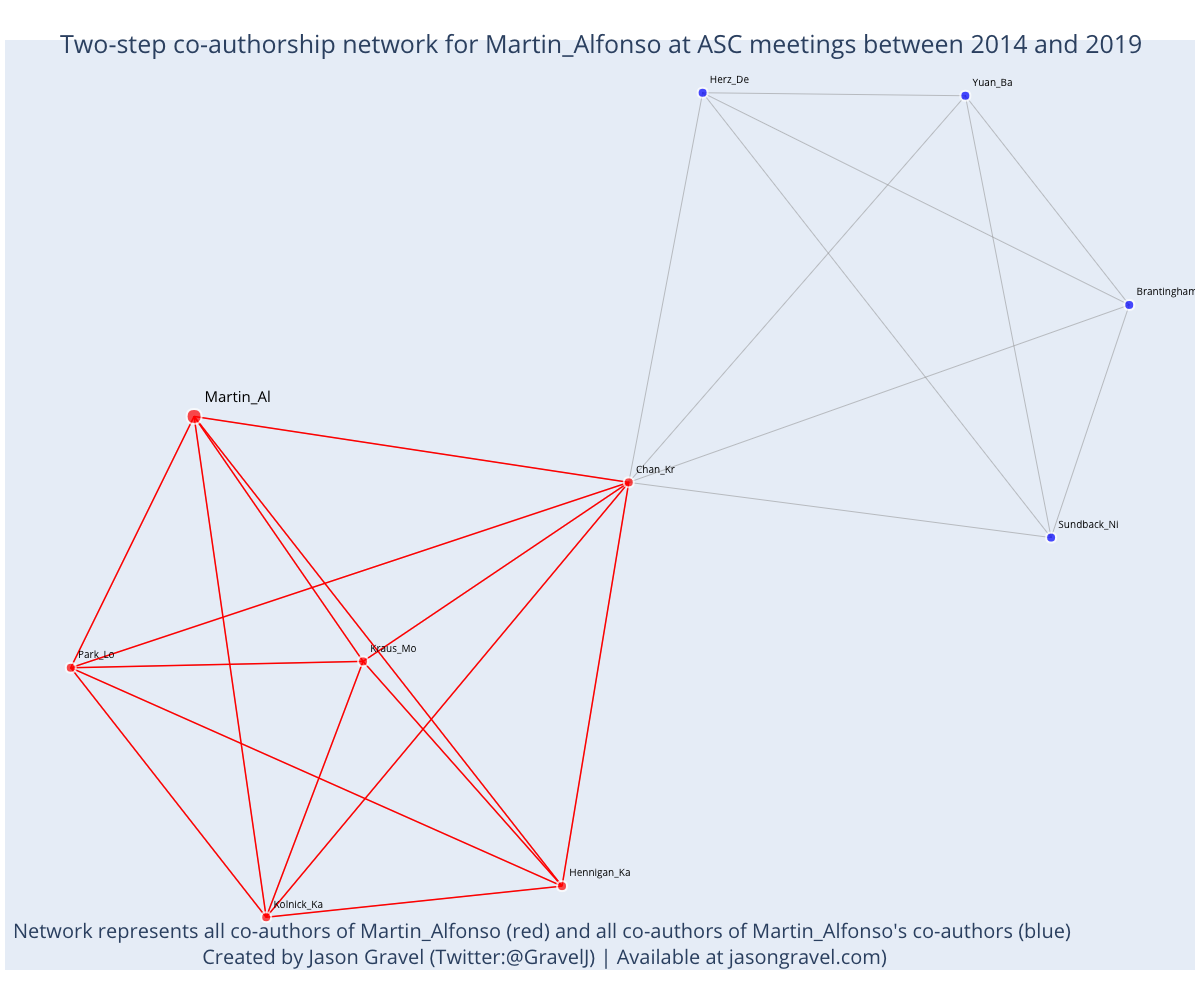 Two-step co-authorship network for Martin_Alfonso at ASC meetings between 2014 and 2019
Herz_De
Yuan_Ba
Brantingham
Martin_Al
Chan_Kr
Sundback_Ni
Park_Lo
Kraus_Mo
Hennigan_Ka
Kolnick_Ka
Network represents all co-authors of Martin_Alfonso (red) and all co-authors of Martin_Alfonso's co-authors (blue)
Created by Jason Gravel (Twitter:@GravelJ) | Available at jasongravel.com)